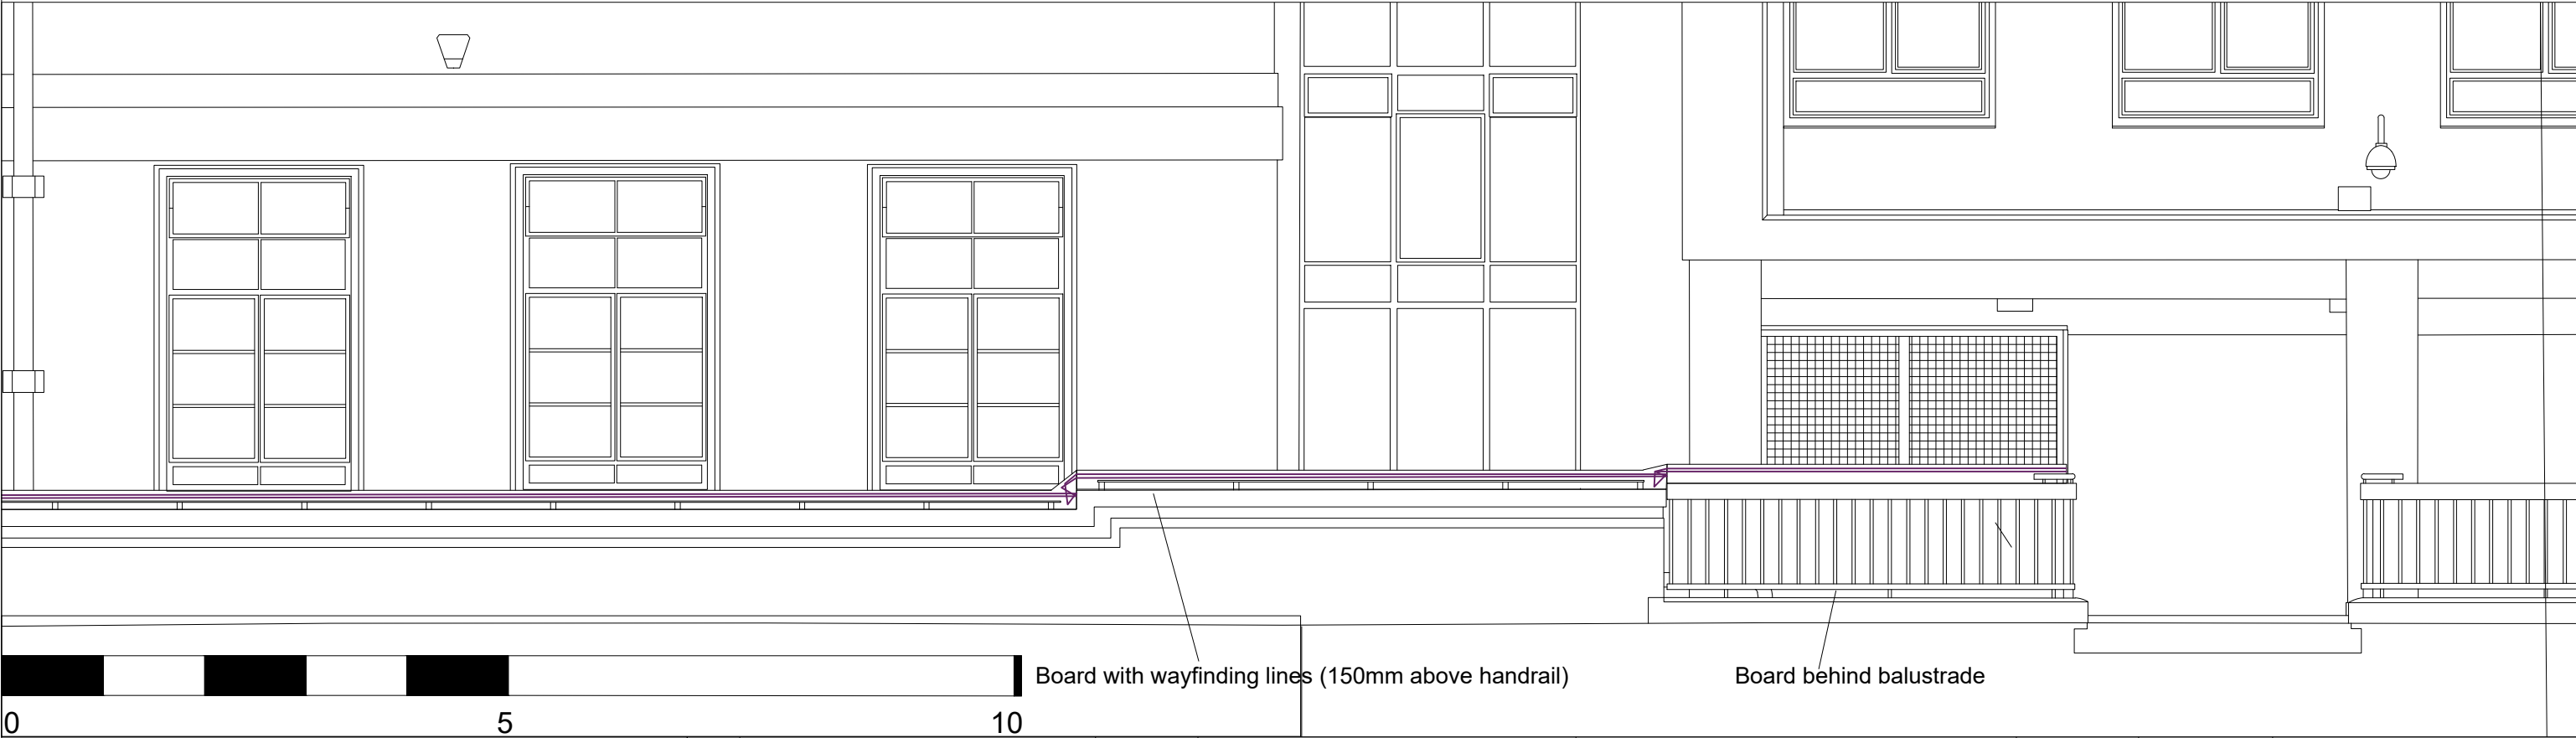 Board with wayfinding lines (150mm above handrail)
Board behind balustrade
0 5 10